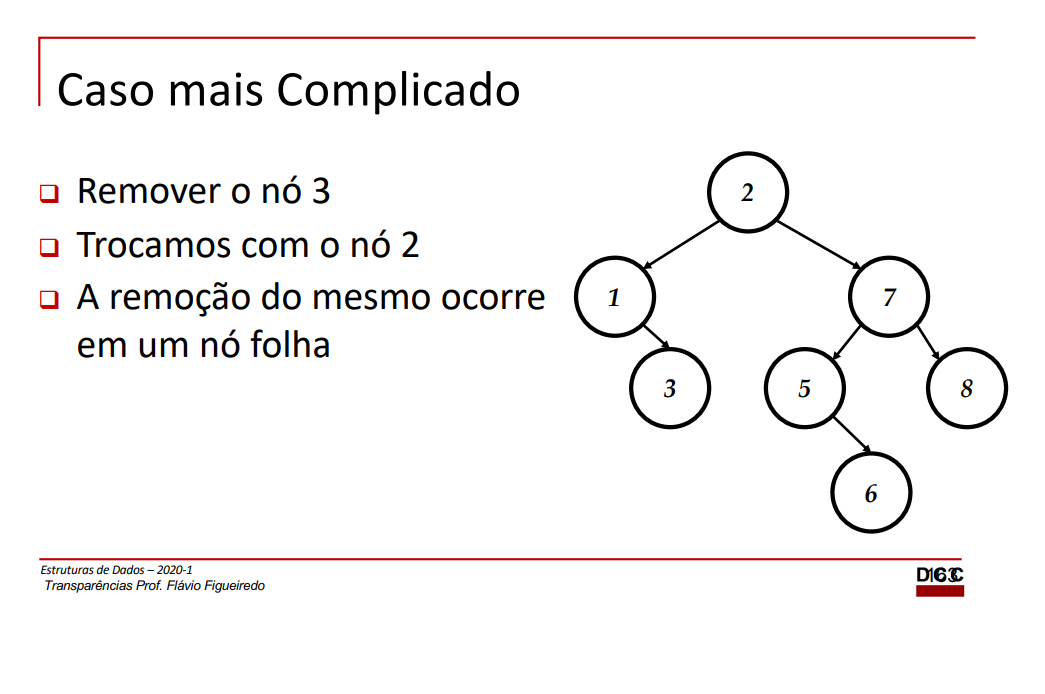 Caso mais Complicado
Remover o nó 3
Trocamos com o nó 2
A remoção do mesmo ocorre
em um nó folha
2
1
7
3
5
8
6
Estruturas de Dados – 2020-1
Transparências Prof. Flávio Figueiredo